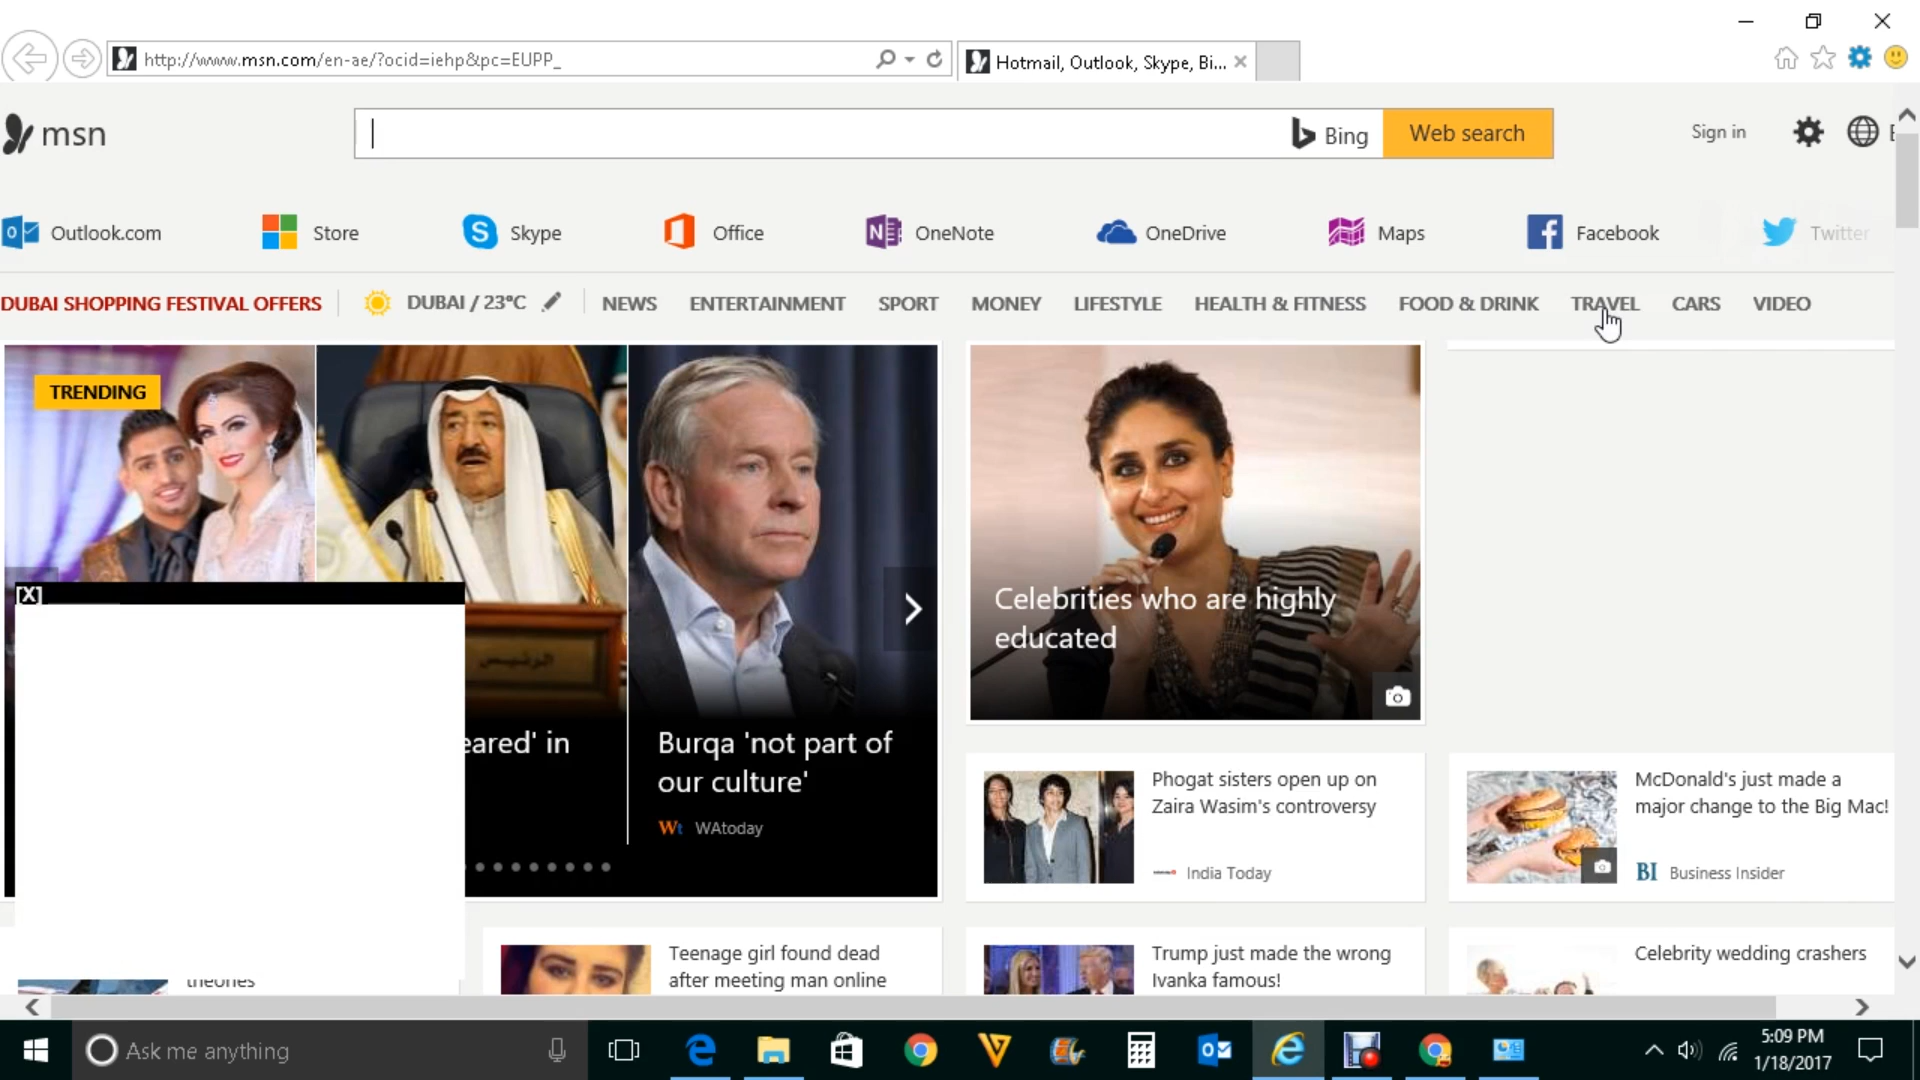 http://www.msn.com/en-ae/?ocid=iehp&pc=EUPP_
Hotmail, Outlook, Skype, Bi...
msn
Bing
Web search
Sign in
Outlook.com
Store
Skype
Office
OneNote
OneDrive
Maps
Facebook
Twitter
DUBAI SHOPPING FESTIVAL OFFERS
DUBAI / 23°C
NEWS
ENTERTAINMENT
SPORT
MONEY
LIFESTYLE
HEALTH & FITNESS
FOOD & DRINK
TRAVEL
CARS
VIDEO
TRENDING
[X]
الرئيس
eared' in
Burqa 'not part of
our culture'
Wt WAtoday
Celebrities who are highly
educated
Phogat sisters open up on
Zaira Wasim's controversy
India Today
McDonald's just made a
major change to the Big Mac!
BI Business Insider
theories
Teenage girl found dead
after meeting man online
Trump just made the wrong
Ivanka famous!
Celebrity wedding crashers
Ask me anything
5:09 PM
1/18/2017